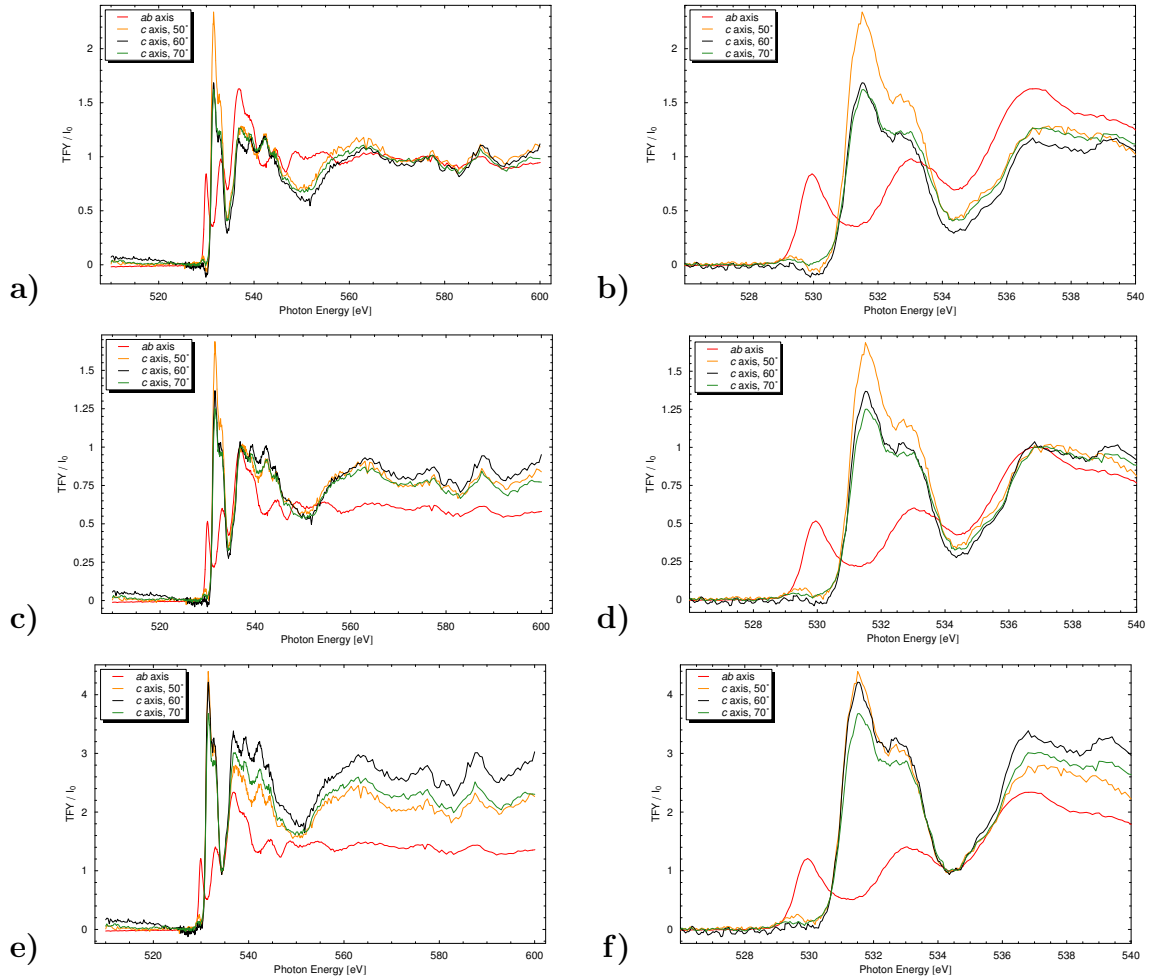 ab axis
c axis, 50°
c axis, 60°
c axis, 70°
2
1.5
1
0.5
0
TFY / I0
520
540
560
580
600
Photon Energy [eV]
a)
ab axis
c axis, 50°
c axis, 60°
c axis, 70°
2
1.5
1
0.5
0
TFY / I0
528
530
532
534
536
538
540
Photon Energy [eV]
b)
ab axis
c axis, 50°
c axis, 60°
c axis, 70°
1.5
1.25
1
0.75
0.5
0.25
0
TFY / I0
520
540
560
580
600
Photon Energy [eV]
c)
ab axis
c axis, 50°
c axis, 60°
c axis, 70°
1.5
1.25
1
0.75
0.5
0.25
0
TFY / I0
528
530
532
534
536
538
540
Photon Energy [eV]
d)
ab axis
c axis, 50°
c axis, 60°
c axis, 70°
4
3
2
1
0
TFY / I0
520
540
560
580
600
Photon Energy [eV]
e)
ab axis
c axis, 50°
c axis, 60°
c axis, 70°
4
3
2
1
0
TFY / I0
528
530
532
534
536
538
540
Photon Energy [eV]
f)